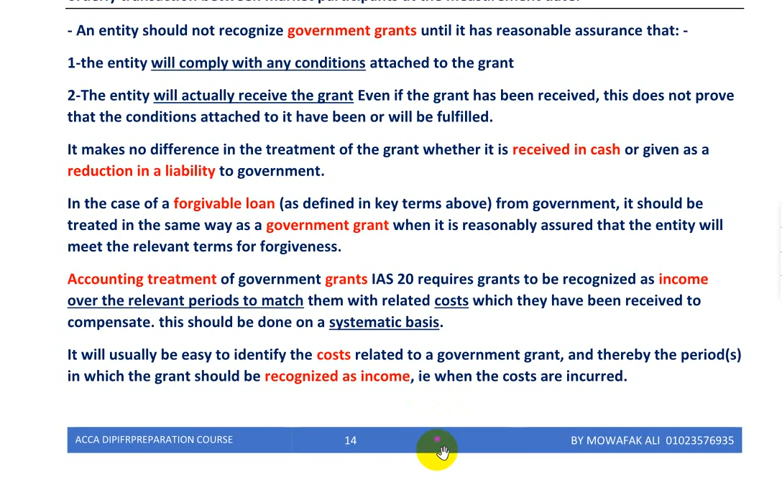 - An entity should not recognize government grants until it has reasonable assurance that: -
1-the entity will comply with any conditions attached to the grant
2-The entity will actually receive the grant Even if the grant has been received, this does not prove
that the conditions attached to it have been or will be fulfilled.
It makes no difference in the treatment of the grant whether it is received in cash or given as a
reduction in a liability to government.
In the case of a forgivable loan (as defined in key terms above) from government, it should be
treated in the same way as a government grant when it is reasonably assured that the entity will
meet the relevant terms for forgiveness.
Accounting treatment of government grants IAS 20 requires grants to be recognized as income
over the relevant periods to match them with related costs which they have been received to
compensate. this should be done on a systematic basis.
It will usually be easy to identify the costs related to a government grant, and thereby the period(s)
in which the grant should be recognized as income, ie when the costs are incurred.
ACCA DIPIFRPREPARATION COURSE 14 BY MOWAFAK ALI 01023576935